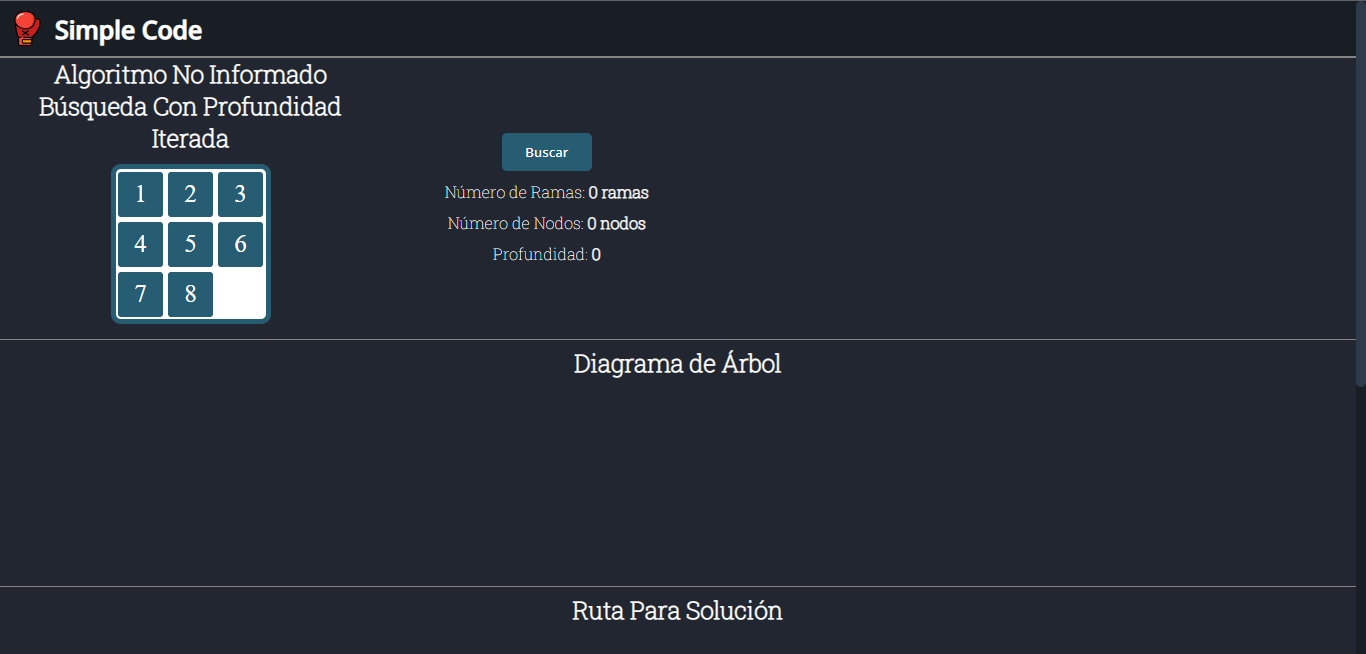 Simple Code
Algoritmo No Informado
Búsqueda Con Profundidad
Iterada
1 2 3
4 5 6
7 8
Buscar
Número de Ramas: 0 ramas
Número de Nodos: 0 nodos
Profundidad: 0
Diagrama de Árbol
Ruta Para Solución